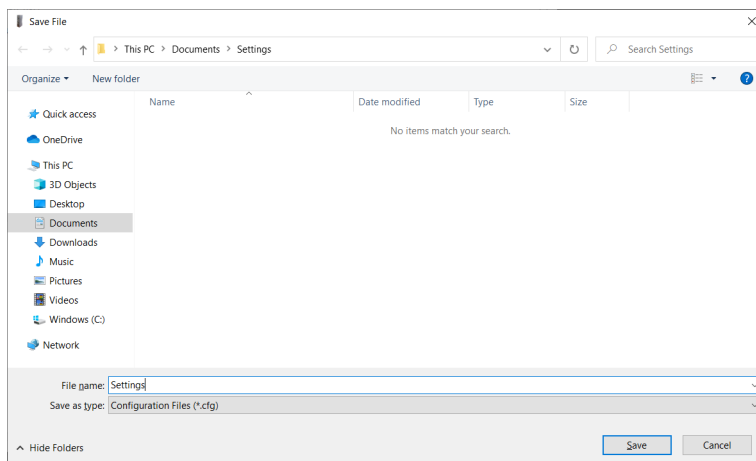 Save File
This PC > Documents > Settings
Search Settings
Organize
New folder
Name
Date modified
Type
Size
No items match your search.
Quick access
OneDrive
This PC
3D Objects
Desktop
Documents
Downloads
Music
Pictures
Videos
Windows (C:)
Network
File name: Settings
Save as type: Configuration Files (*.cfg)
Hide Folders
Save
Cancel